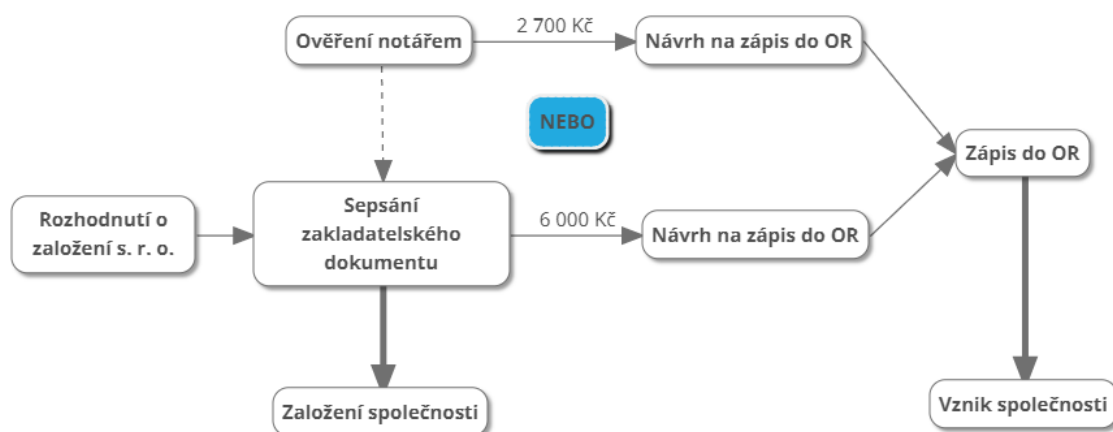 Ověření notářem
2 700 Kč
Návrh na zápis do OR
NEBO
Zápis do OR
Rozhodnutí o
založení s. r. o.
Sepsání
zakladatelského
dokumentu
6 000 Kč
Návrh na zápis do OR
Založení společnosti
Vznik společnosti